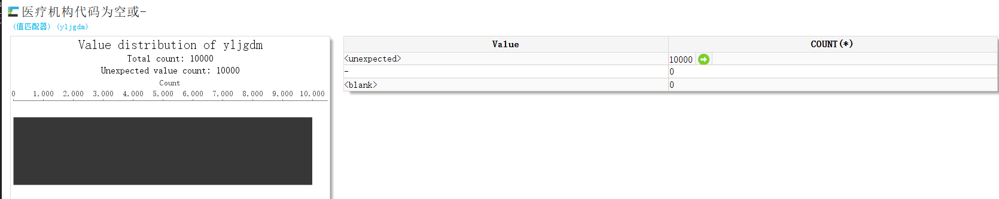 医疗机构代码为空或-
(值匹配器) (yljgdm)
Value distribution of yljgdm
Total count: 10000
Unexpected value count: 10000
Count
0 1,000 2,000 3,000 4,000 5,000 6,000 7,000 8,000 9,000 10,000
Value COUNT(*)
<unexpected> 10000
- 0
<blank> 0